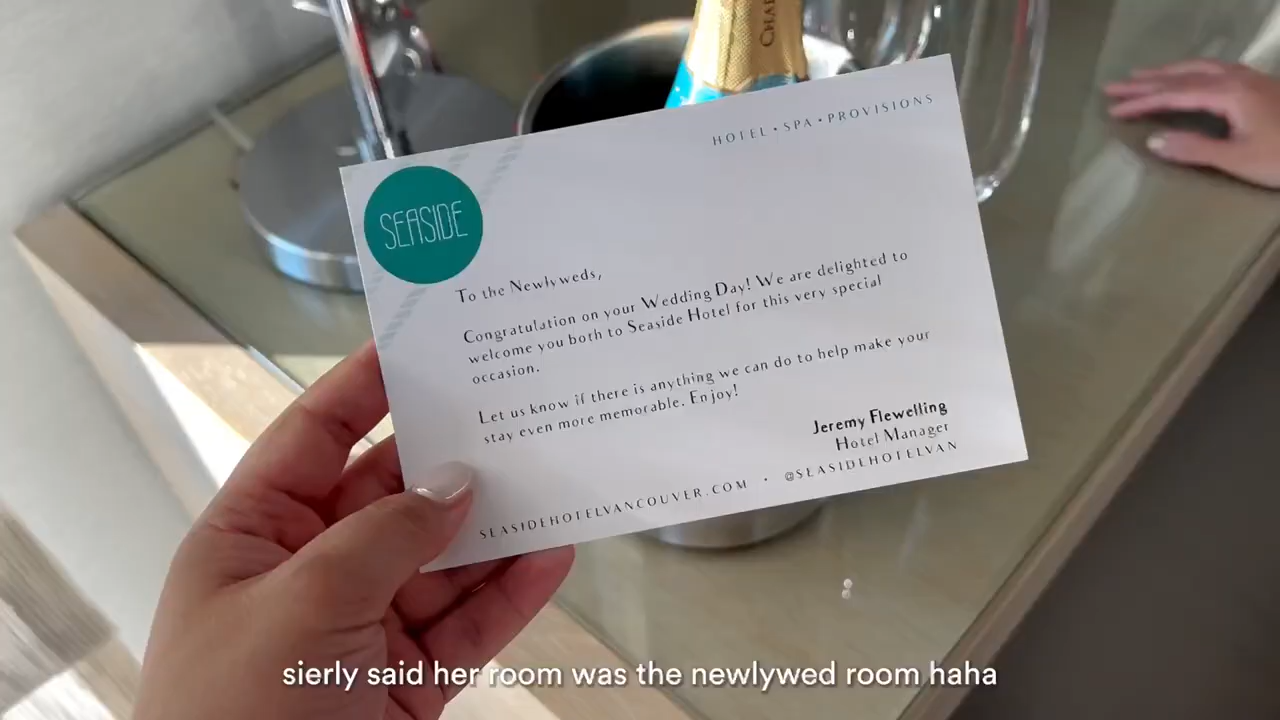 CHA
HOTEL • SPA • PROVISIONS
SEASIDE
To the Newlyweds,
Congratulation on your Wedding Day! We are delighted to
welcome you both to Seaside Hotel for this very special
occasion.
Let us know if there is anything we can do to help make your
stay even more memorable. Enjoy!
Jeremy Flewelling
Hotel Manager
SEASIDEHOTELVANCOUVER.COM • @SEASIDEHOTELVAN
sierly said her room was the newlywed room haha